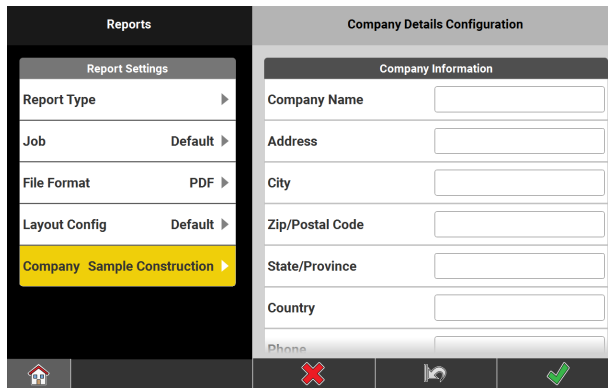 Reports
Company Details Configuration
Report Settings
Report Type
Job Default
File Format PDF
Layout Config Default
Company Sample Construction
Company Information
Company Name
Address
City
Zip/Postal Code
State/Province
Country
Phone